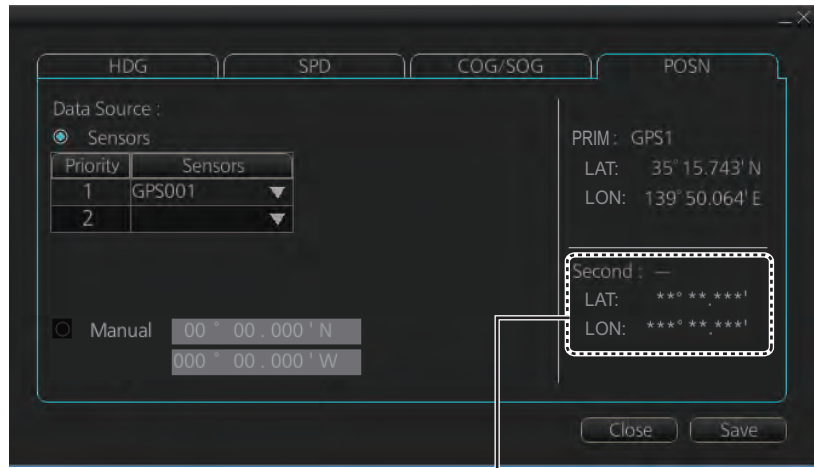 HDG SPD COG/SOG POSN
Data Source :
Sensors
Priority Sensors
1 GPS001
2
Manual 00 ° 00 . 000 ' N
000 ° 00 . 000 ' W
PRIM : GPS1
LAT: 35° 15.743' N
LON: 139° 50.064' E
Second : —
LAT: **° **.***'
LON: ***° **.***'
Close Save